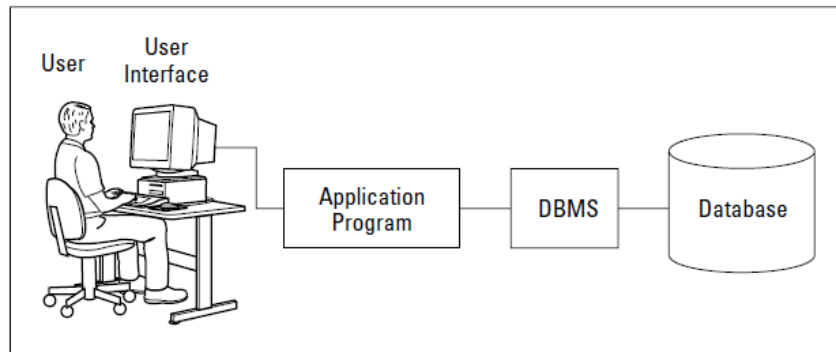 User
User
Interface
Application
Program
DBMS
Database